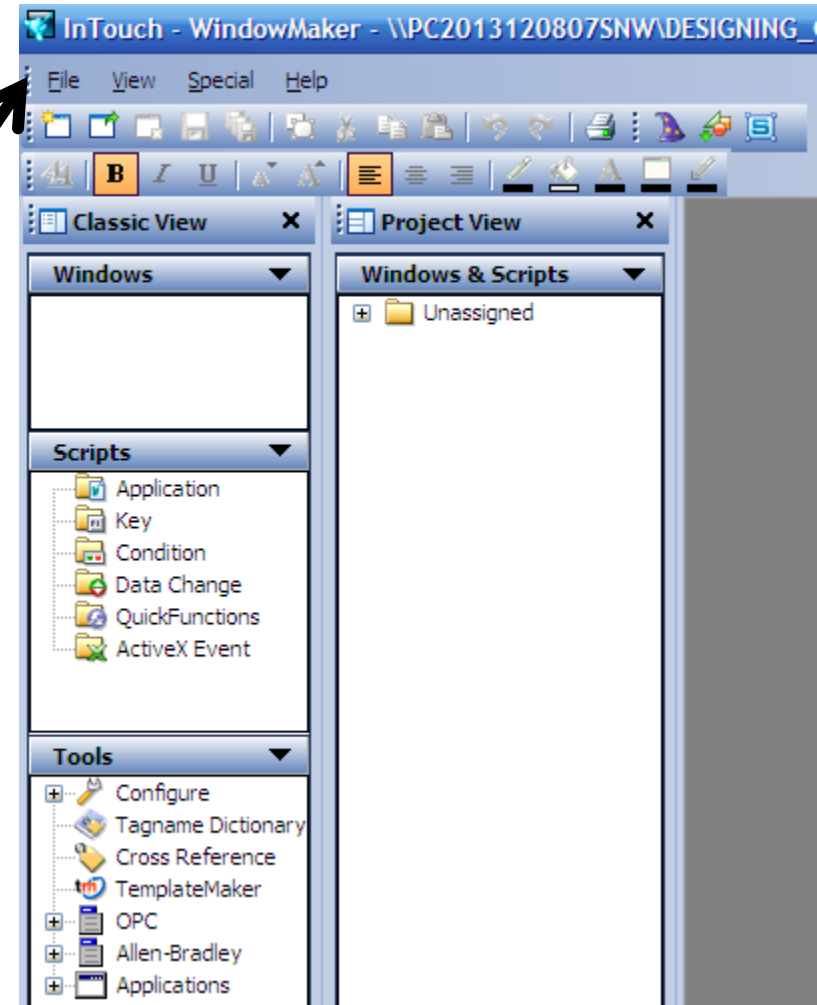 InTouch - WindowMaker - \\PC2013120807SNW\DESIGNING_
File View Special Help
B I U A A A
Classic View
Project View
Windows
Windows & Scripts
Unassigned
Scripts
Application
Key
Condition
Data Change
QuickFunctions
ActiveX Event
Tools
Configure
Tagname Dictionary
Cross Reference
TemplateMaker
OPC
Allen-Bradley
Applications